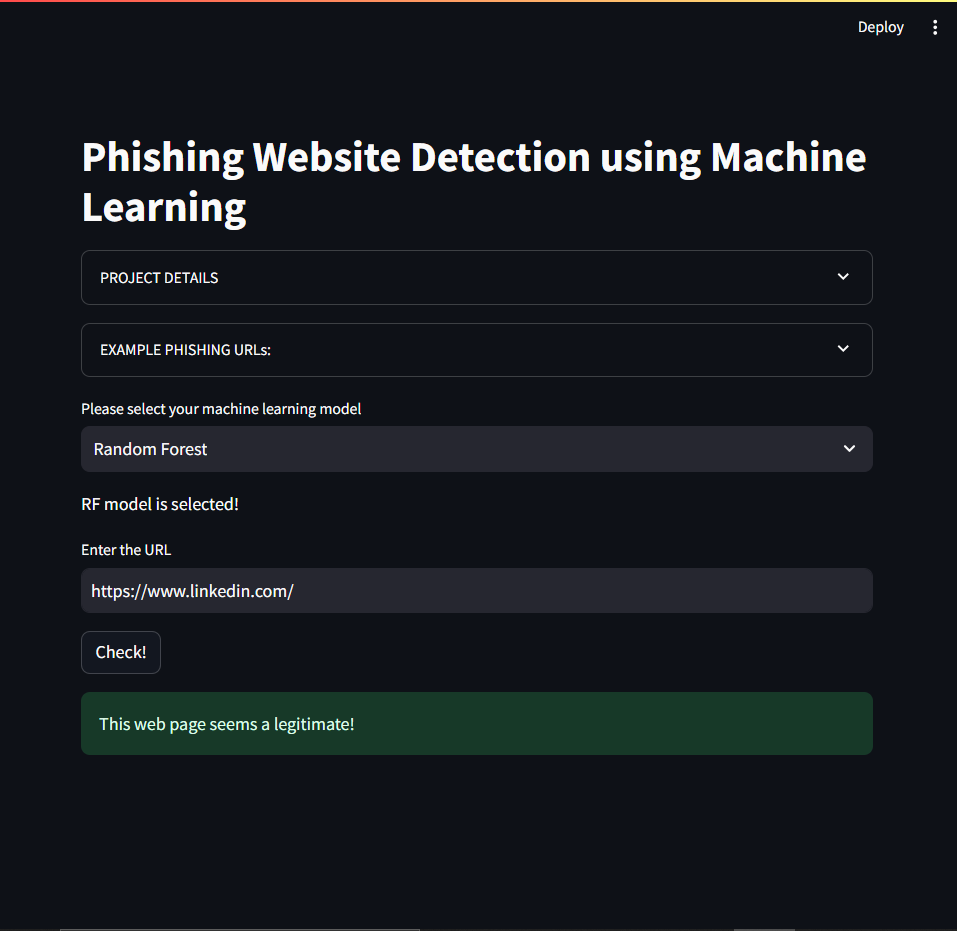 Deploy
Phishing Website Detection using Machine
Learning
PROJECT DETAILS
EXAMPLE PHISHING URLs:
Please select your machine learning model
Random Forest
RF model is selected!
Enter the URL
https://www.linkedin.com/
Check!
This web page seems a legitimate!